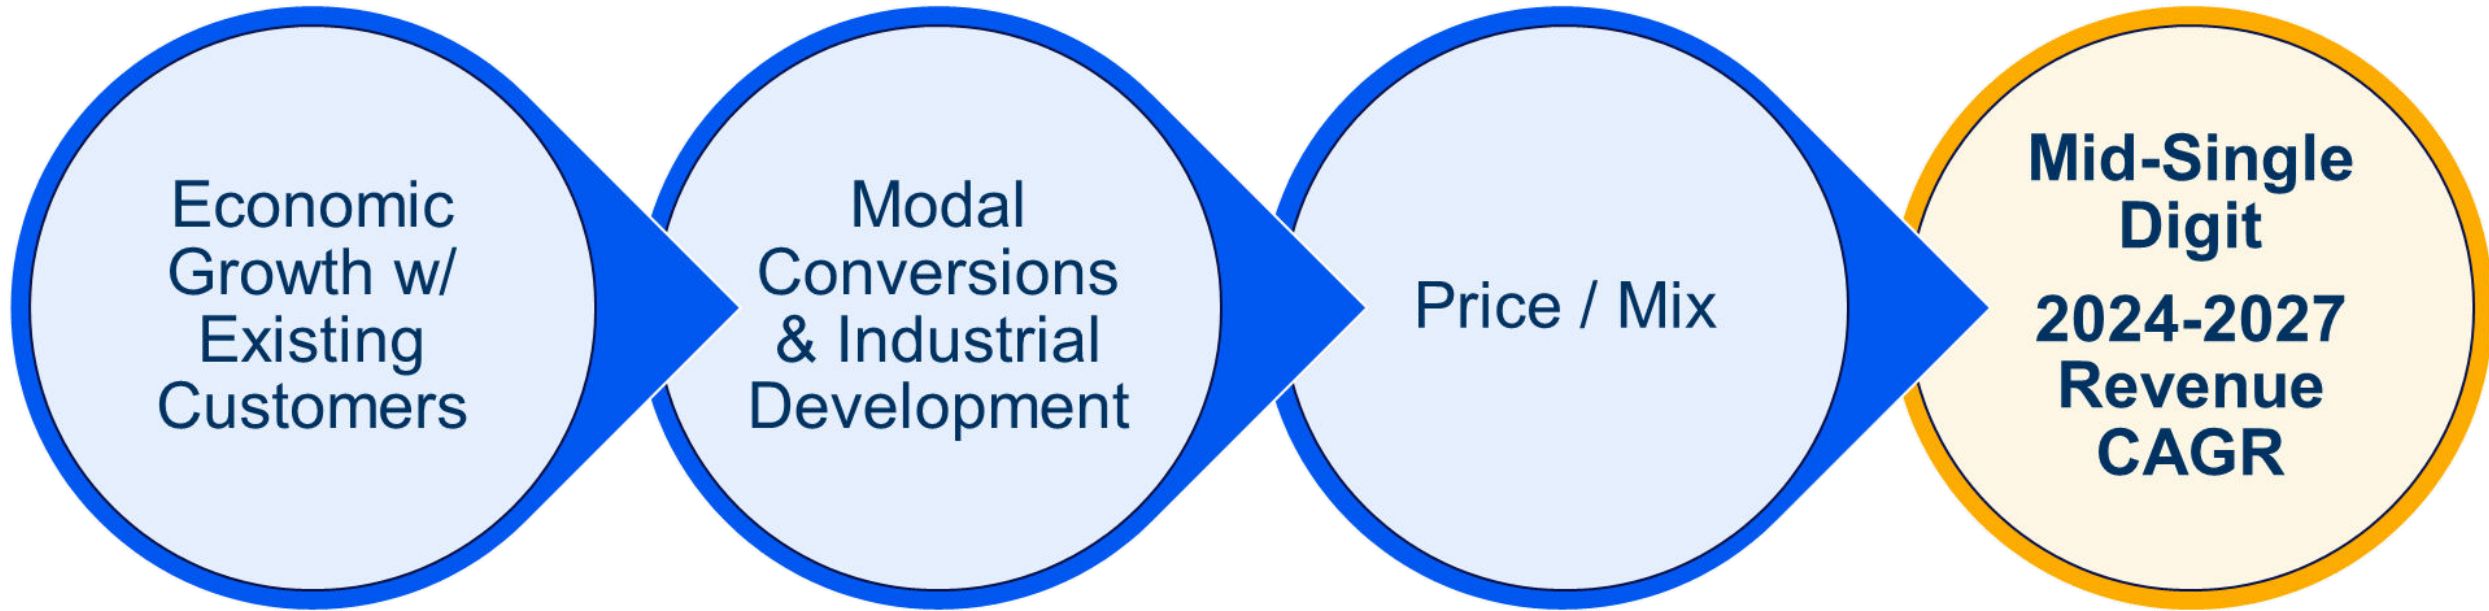 Economic
Growth w/
Existing
Customers
Modal
Conversions
& Industrial
Development
Price / Mix
Mid-Single
Digit
2024-2027
Revenue
CAGR